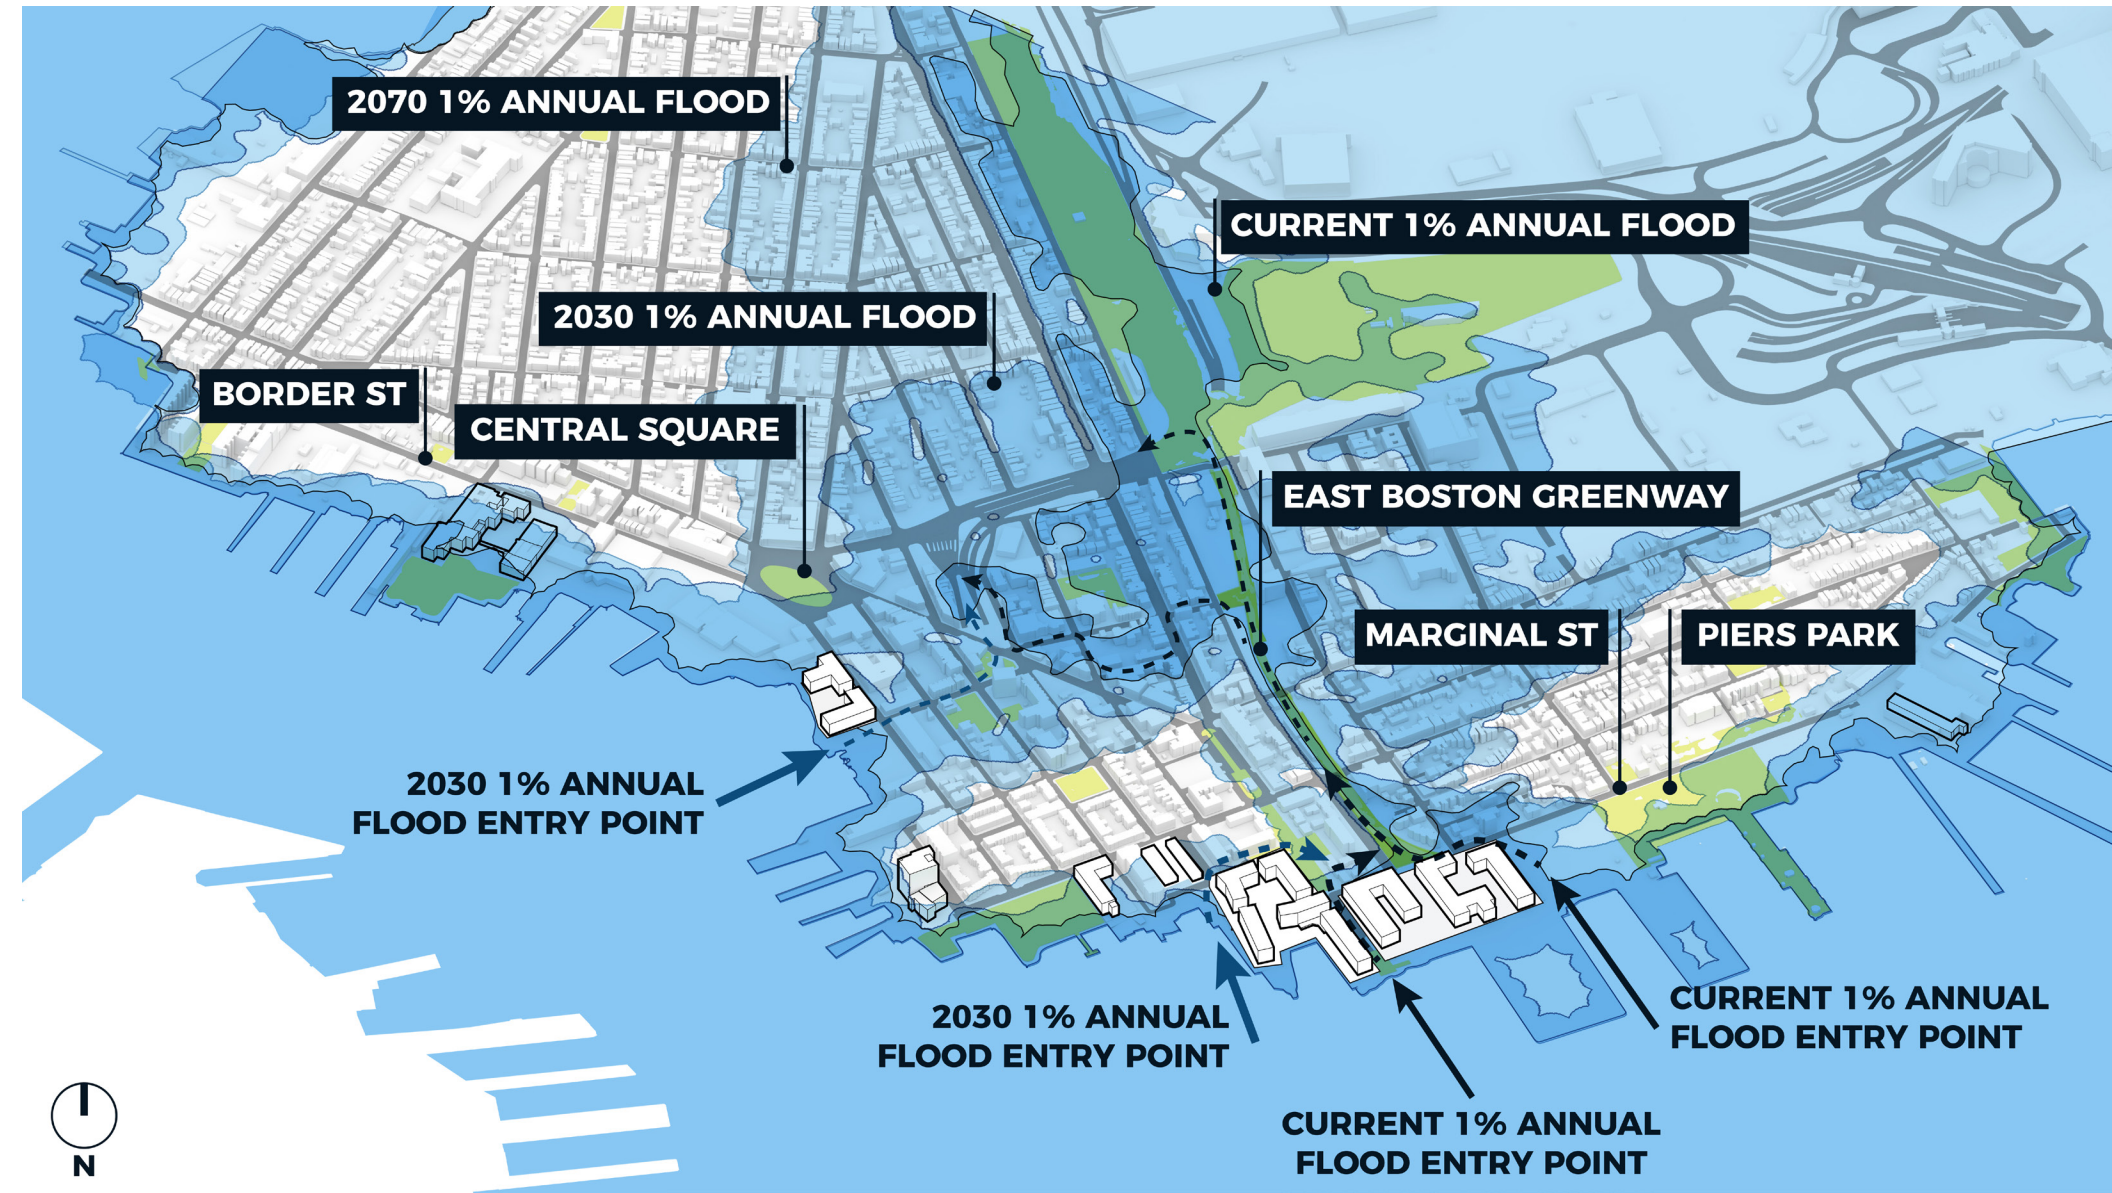 2070 1% ANNUAL FLOOD
CURRENT 1% ANNUAL FLOOD
2030 1% ANNUAL FLOOD
BORDER ST
CENTRAL SQUARE
EAST BOSTON GREENWAY
MARGINAL ST
PIERS PARK
2030 1% ANNUAL
FLOOD ENTRY POINT
2030 1% ANNUAL
FLOOD ENTRY POINT
CURRENT 1% ANNUAL
FLOOD ENTRY POINT
CURRENT 1% ANNUAL
FLOOD ENTRY POINT
N